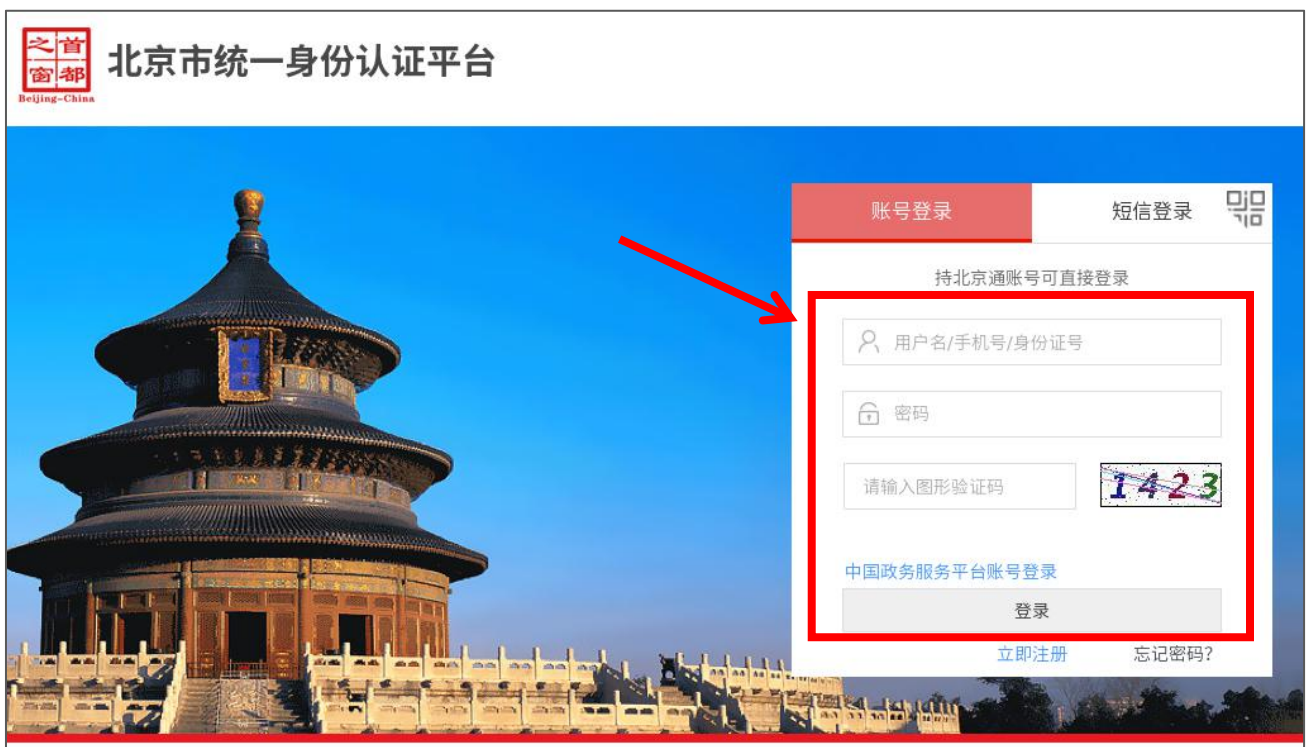 首都之窗
Beijing-China
北京市统一身份认证平台
账号登录
短信登录
持北京通账号可直接登录
用户名/手机号/身份证号
密码
请输入图形验证码
1423
中国政务服务平台账号登录
登录
立即注册
忘记密码?